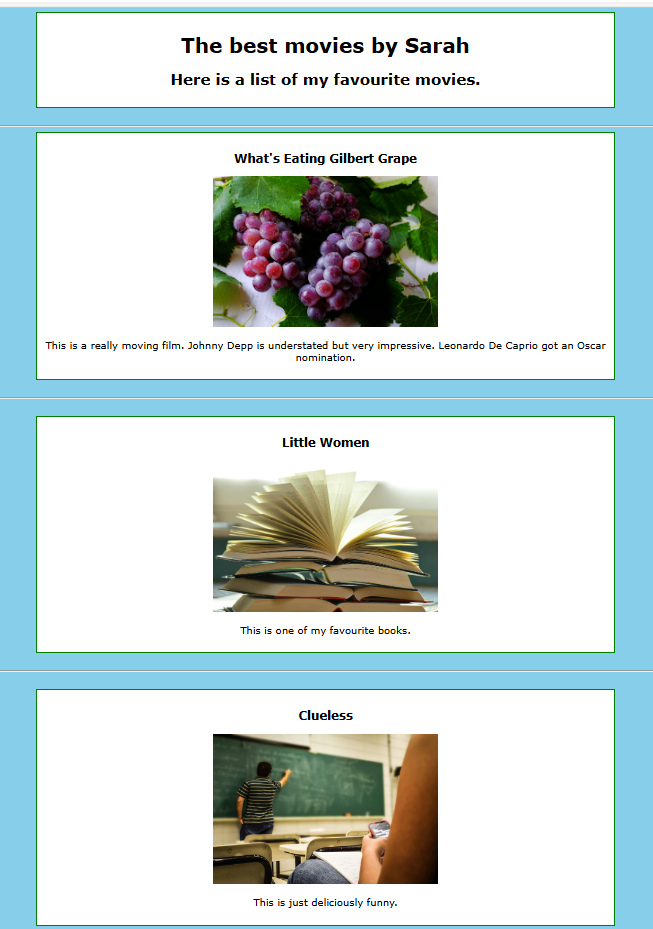 The best movies by Sarah
Here is a list of my favourite movies.
What's Eating Gilbert Grape
This is a really moving film. Johnny Depp is understated but very impressive. Leonardo De Caprio got an Oscar
nomination.
Little Women
This is one of my favourite books.
Clueless
This is just deliciously funny.